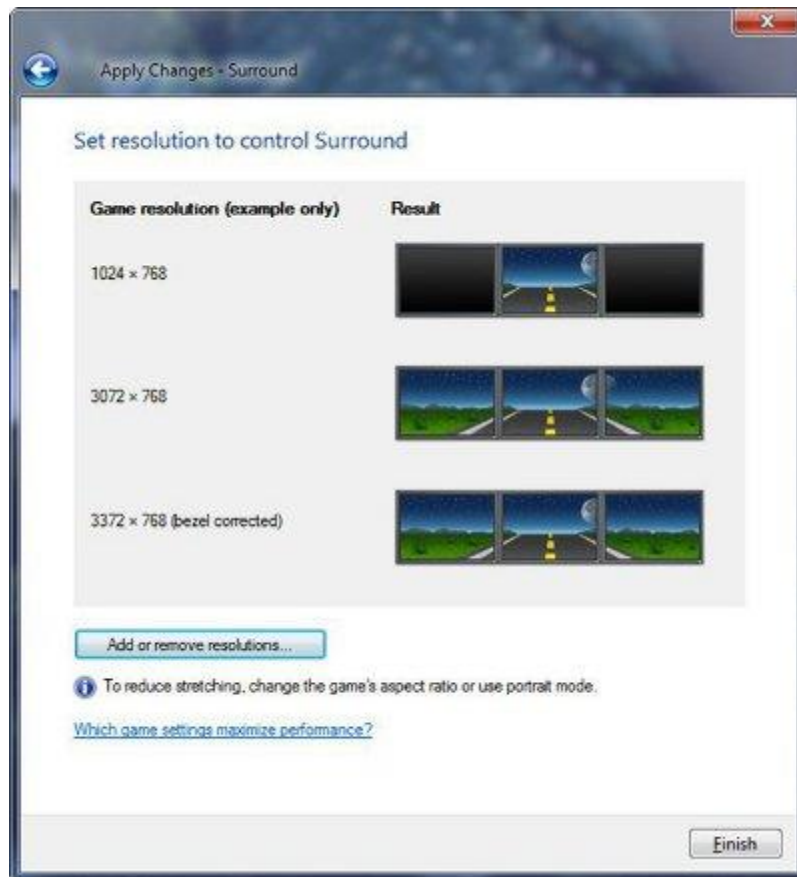 Apply Changes - Surround
Set resolution to control Surround
Game resolution (example only) Result
1024 × 768
3072 × 768
3372 × 768 (bezel corrected)
Add or remove resolutions...
To reduce stretching, change the game's aspect ratio or use portrait mode.
Which game settings maximize performance?
Finish